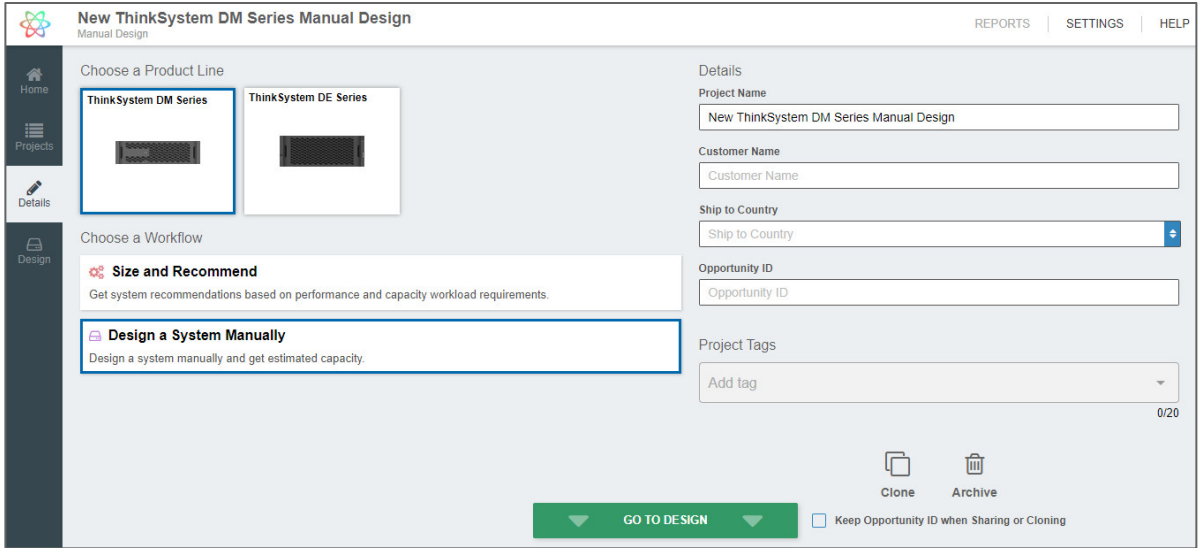 New ThinkSystem DM Series Manual Design
Manual Design
REPORTS
SETTINGS
HELP
Home
Projects
Details
Design
Choose a Product Line
ThinkSystem DM Series
ThinkSystem DE Series
Choose a Workflow
Size and Recommend
Get system recommendations based on performance and capacity workload requirements.
Design a System Manually
Design a system manually and get estimated capacity.
Details
Project Name
New ThinkSystem DM Series Manual Design
Customer Name
Customer Name
Ship to Country
Ship to Country
Opportunity ID
Opportunity ID
Project Tags
Add tag
0/20
Clone
Archive
GO TO DESIGN
Keep Opportunity ID when Sharing or Cloning